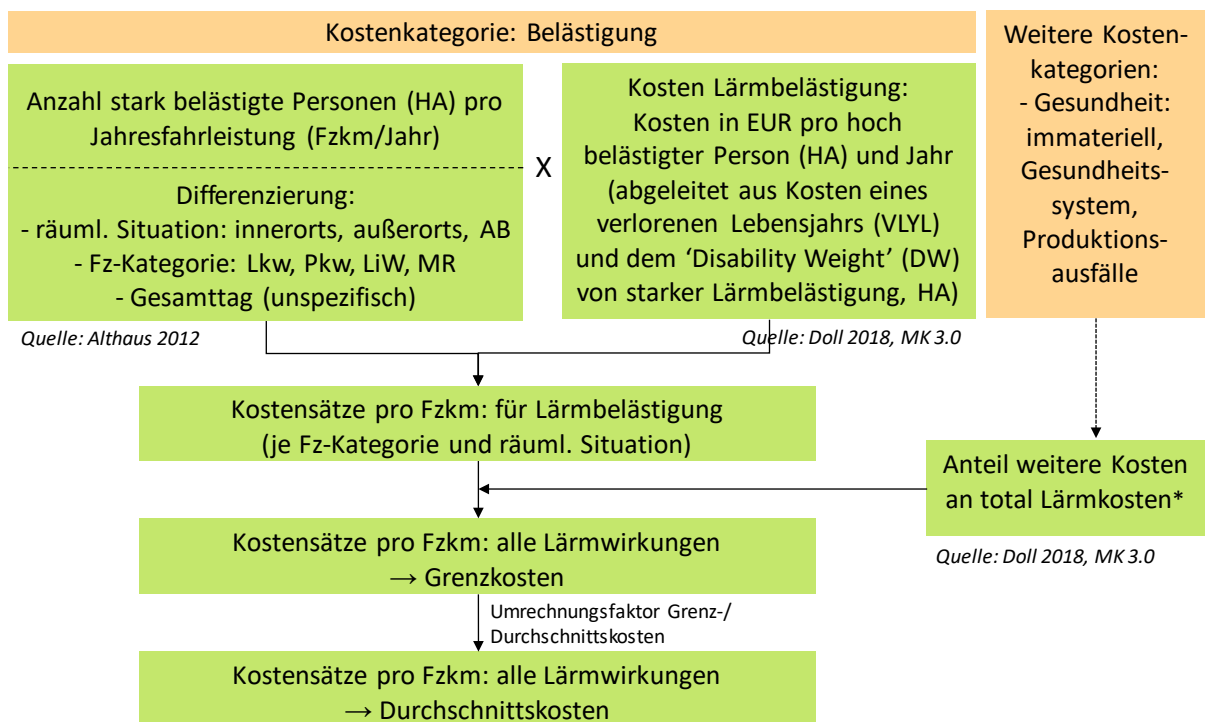 Kostenkategorie: Belästigung
Anzahl stark belästigte Personen (HA) pro
Jahresfahrleistung (Fzkm/Jahr)
Differenzierung:
- räuml. Situation: innerorts, außerorts, AB
- Fz-Kategorie: Lkw, Pkw, LiW, MR
- Gesamttag (unspezifisch)
Quelle: Althaus 2012
X
Kosten Lärmbelästigung:
Kosten in EUR pro hoch
belästigter Person (HA) und Jahr
(abgeleitet aus Kosten eines
verlorenen Lebensjahrs (VLYL)
und dem ‘Disability Weight’ (DW)
von starker Lärmbelästigung, HA)
Quelle: Doll 2018, MK 3.0
Weitere Kosten-
kategorien:
- Gesundheit:
immateriell,
Gesundheits-
system,
Produktions-
ausfälle
Kostensätze pro Fzkm: für Lärmbelästigung
(je Fz-Kategorie und räuml. Situation)
Anteil weitere Kosten
an total Lärmkosten*
Quelle: Doll 2018, MK 3.0
Kostensätze pro Fzkm: alle Lärmwirkungen
→ Grenzkosten
Umrechnungsfaktor Grenz-/
Durchschnittskosten
Kostensätze pro Fzkm: alle Lärmwirkungen
→ Durchschnittskosten